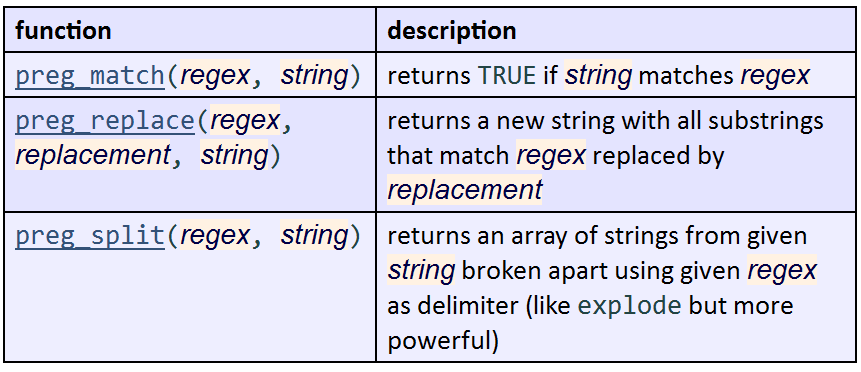 function description
preg_match(regex, string) returns TRUE if string matches regex
preg_replace(regex,
replacement, string)
returns a new string with all substrings
that match regex replaced by
replacement
preg_split(regex, string)
returns an array of strings from given
string broken apart using given regex
as delimiter (like explode but more
powerful)